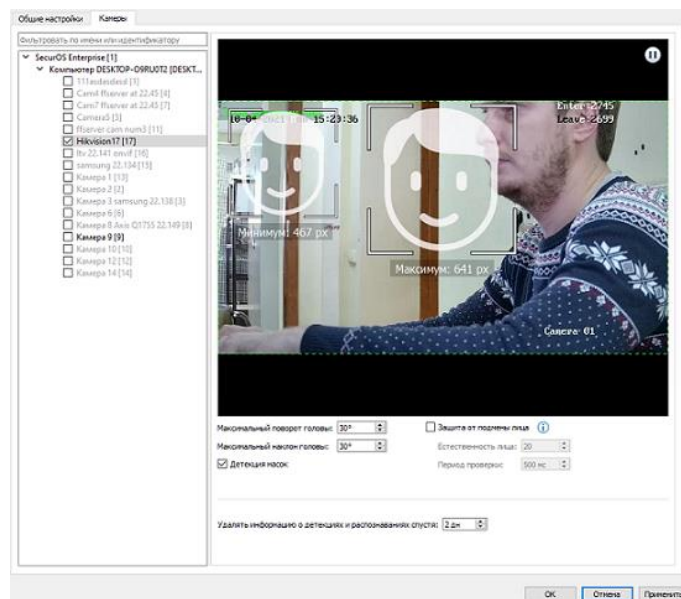 Общие настройки Камеры
Фильтровать по имени или идентификатору
SecurOS Enterprise [1]
Компьютер DESKTOP-O9RU0T2 [DESKT...
111asdasdasd [1]
Cam4 ffserver at 22.45 [4]
Cam7 ffserver at 22.45 [7]
Camera5 [5]
ffserver cam num3 [11]
Hikvision17 [17]
ltv 22.141 onvif [16]
samsung 22.134 [15]
Камера 1 [13]
Камера 2 [2]
Камера 3 samsung 22.138 [3]
Камера 6 [6]
Камера 8 Axis Q1755 22.149 [8]
Камера 9 [9]
Камера 10 [10]
Камера 12 [12]
Камера 14 [14]
15:23:36
Enter:2745
Leave:2699
Минимум: 467 px
Максимум: 641 px
Camera 01
Максимальный поворот головы: 30°
Защита от подмены лица
Максимальный наклон головы: 30°
Естественность лица: 20
Детекция масок
Период проверки: 500 мс
Удалять информацию о детекциях и распознаваниях спустя: 2 дн
OK Отмена Применить